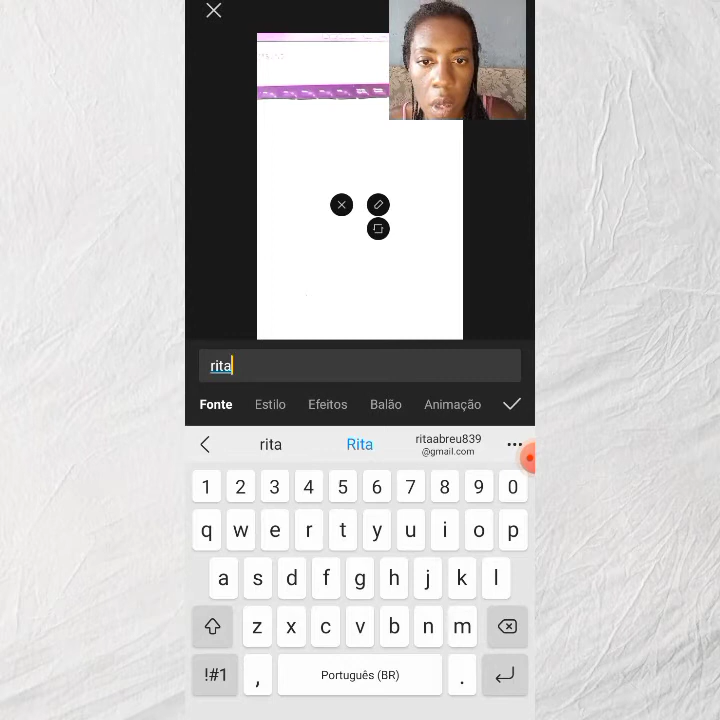 rita
Fonte Estilo Efeitos Balão Animação
rita Rita ritaabreu839
@gmail.com
1 2 3 4 5 6 7 8 9 0
q w e r t y u i o p
a s d f g h j k l
z x c v b n m
!#1 , Português (BR) .